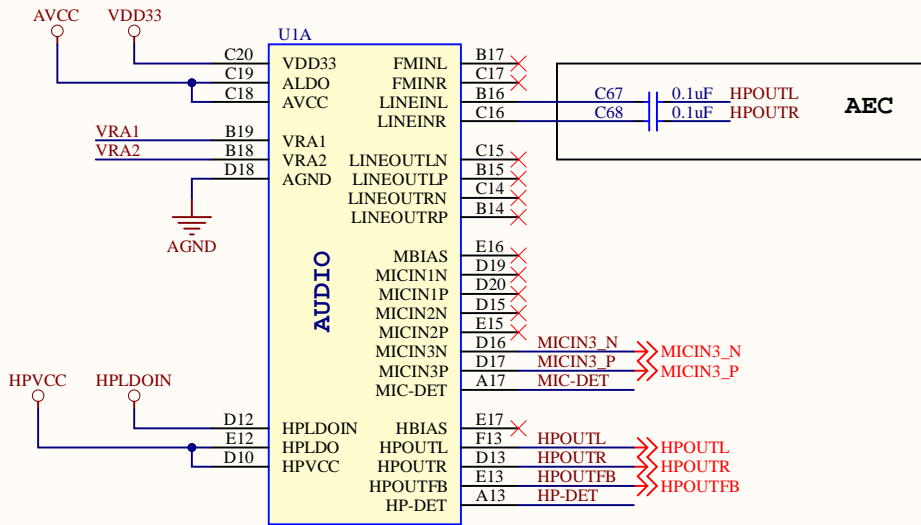 AVCC VDD33
U1A
C20 VDD33 FMINL B17
C19 ALDO FMINR C17
C18 AVCC LINEINL B16 C67 0.1uF HPOUTL
LINEINR C16 C68 0.1uF HPOUTR
AEC
VRA1 B19 VRA1
VRA2 B18 VRA2 LINEOUTLN C15
D18 AGND LINEOUTLP B15
LINEOUTRN C14
LINEOUTRP B14
AGND
AUDIO
MBIAS E16
MICIN1N D19
MICIN1P D20
MICIN2N D15
MICIN2P E15
MICIN3N D16 MICIN3_N MICIN3_N
MICIN3P D17 MICIN3_P MICIN3_P
MIC-DET A17 MIC-DET
HPVCC HPLDOIN
D12 HPLDOIN HBIAS E17
E12 HPLDO HPOUTL F13 HPOUTL HPOUTL
D10 HPVCC HPOUTR D13 HPOUTR HPOUTR
HPOUTFB E13 HPOUTFB HPOUTFB
HP-DET A13 HP-DET